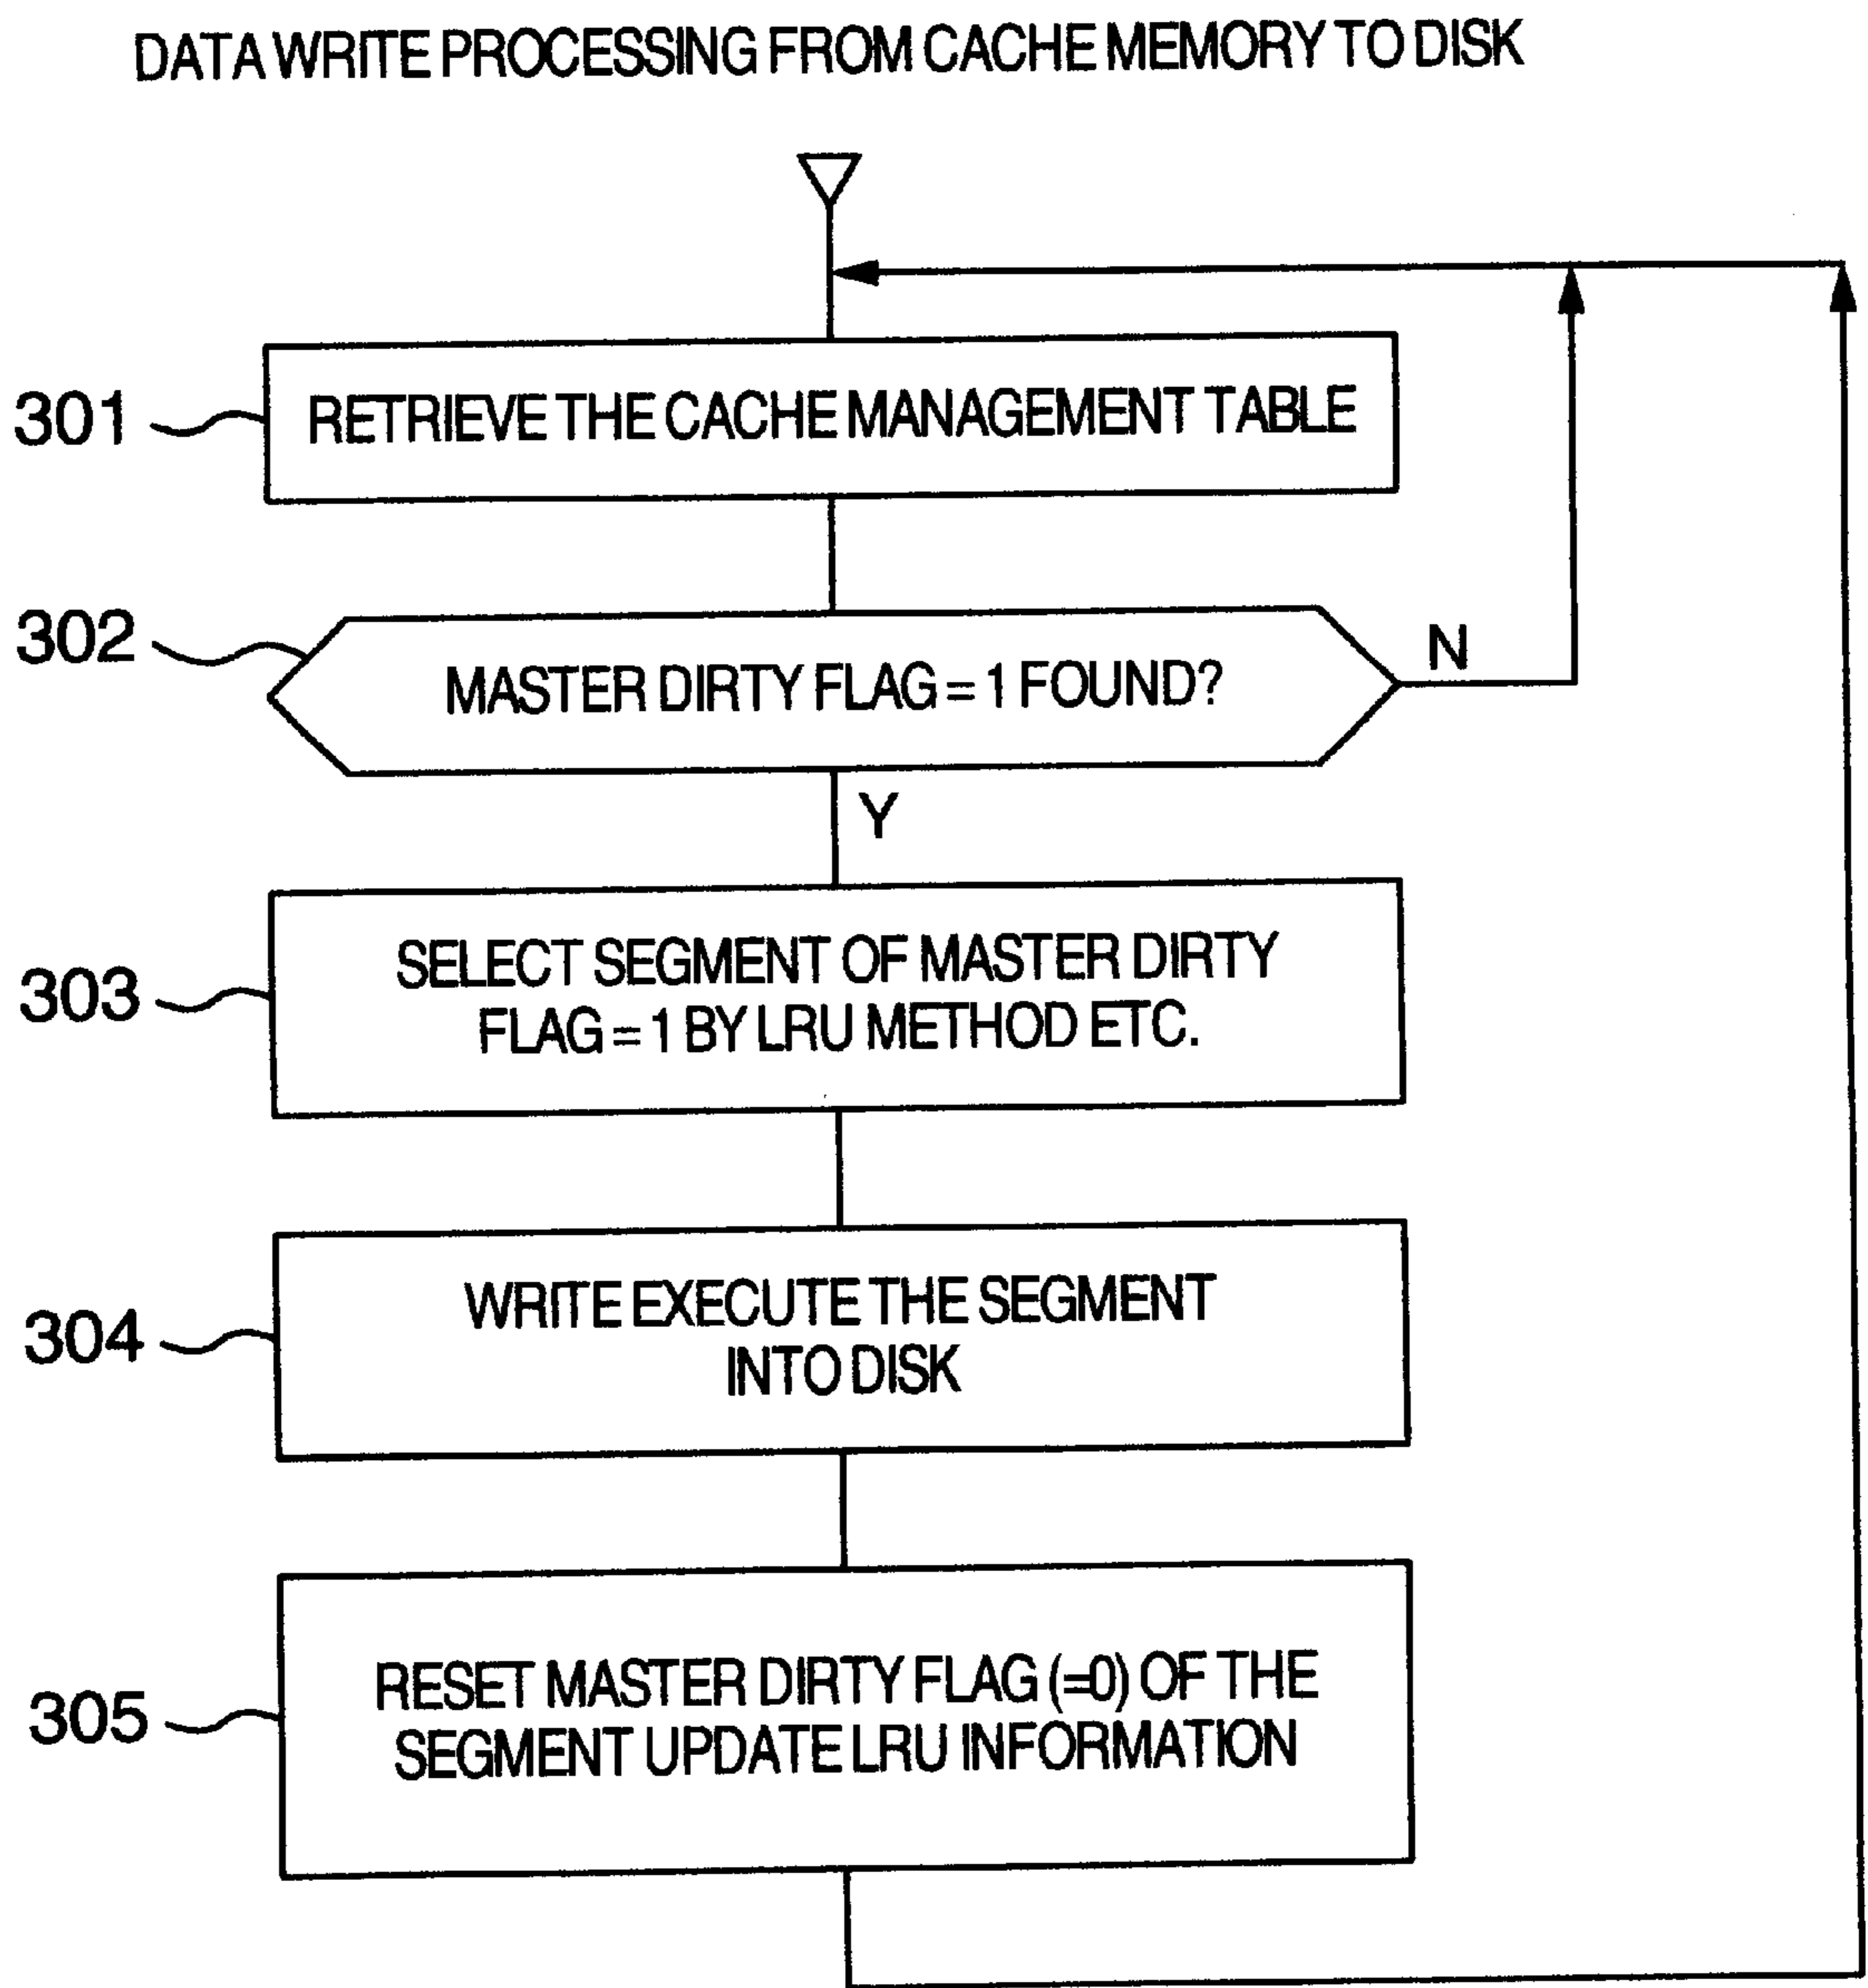 DATA WRITE PROCESSING FROM CACHE MEMORY TO DISK
301
RETRIEVE THE CACHE MANAGEMENT TABLE
302
MASTER DIRTY FLAG = 1 FOUND?
N
Y
303
SELECT SEGMENT OF MASTER DIRTY
FLAG = 1 BY LRU METHOD ETC.
304
WRITE EXECUTE THE SEGMENT
INTO DISK
305
RESET MASTER DIRTY FLAG (=0) OF THE
SEGMENT UPDATE LRU INFORMATION